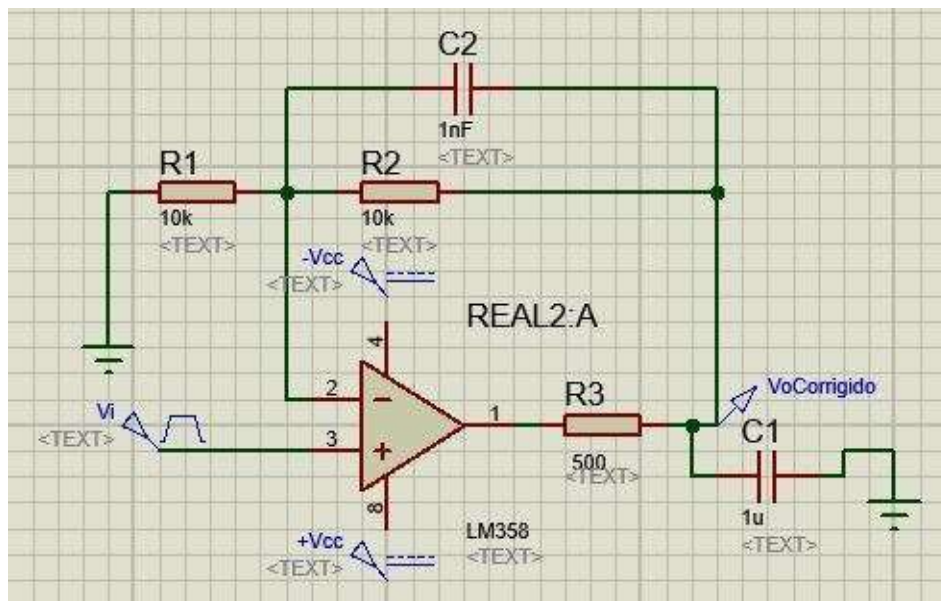 C2
1nF
<TEXT>
R1
R2
10k
10k
<TEXT>
<TEXT>
-Vcc
<TEXT>
REAL2:A
4
2
3
1
Vi
<TEXT>
R3
500
<TEXT>
VoCorrigido
C1
1u
<TEXT>
8
LM358
<TEXT>
+Vcc
<TEXT>